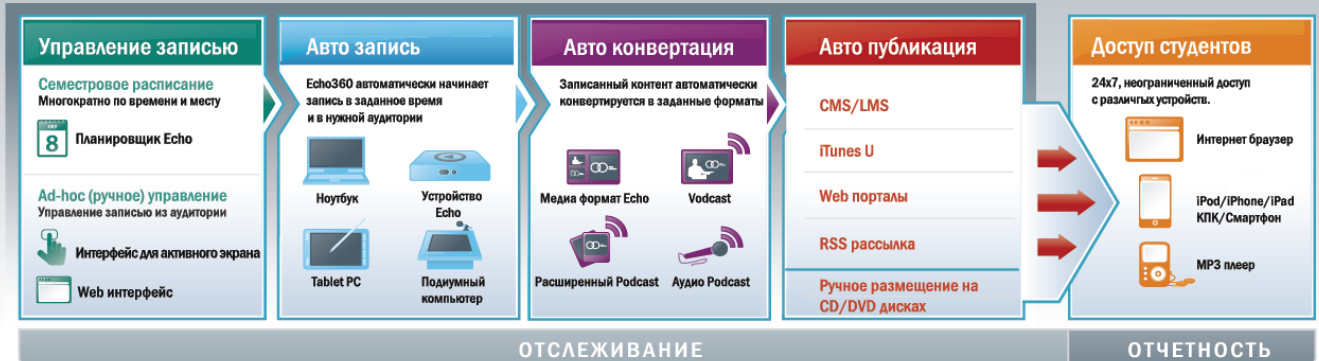 Управление записью
Семестровое расписание
Многократно по времени и месту
ОКТ
8
Планировщик Echo
Ad-hoc (ручное) управление
Управление записью из аудитории
Интерфейс для активного экрана
Web интерфейс
Авто запись
Echo360 автоматически начинает
запись в заданное время
и в нужной аудитории
Ноутбук
Устройство
Echo
Tablet PC
Подиумный
компьютер
Авто конвертация
Записанный контент автоматически
конвертируется в заданные форматы
Медиа формат Echo
Vodcast
Расширенный Podcast
Аудио Podcast
Авто публикация
CMS/LMS
iTunes U
Web порталы
RSS рассылка
Ручное размещение на
CD/DVD дисках
Доступ студентов
24x7, неограниченный доступ
с различгых устройств.
Интернет браузер
iPod/iPhone/iPad
КПК/Смартфон
MP3 плеер
ОТСЛЕЖИВАНИЕ
ОТЧЕТНОСТЬ